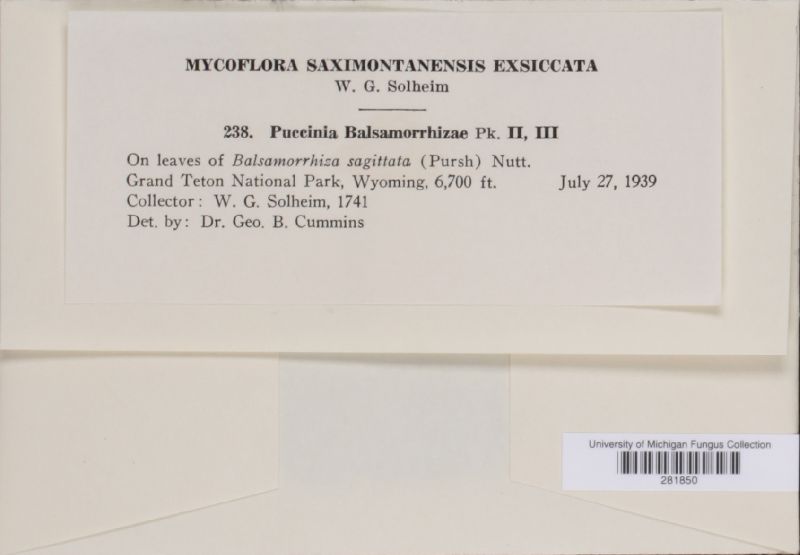 MYCOFLORA SAXIMONTANENSIS EXSICCATA
W. G. Solheim
238. Puccinia Balsamorrhizae Pk. II, III
On leaves of Balsamorrhiza sagittata (Pursh) Nutt.
Grand Teton National Park, Wyoming, 6,700 ft. July 27, 1939
Collector: W. G. Solheim, 1741
Det. by: Dr. Geo. B. Cummins
University of Michigan Fungus Collection
281850